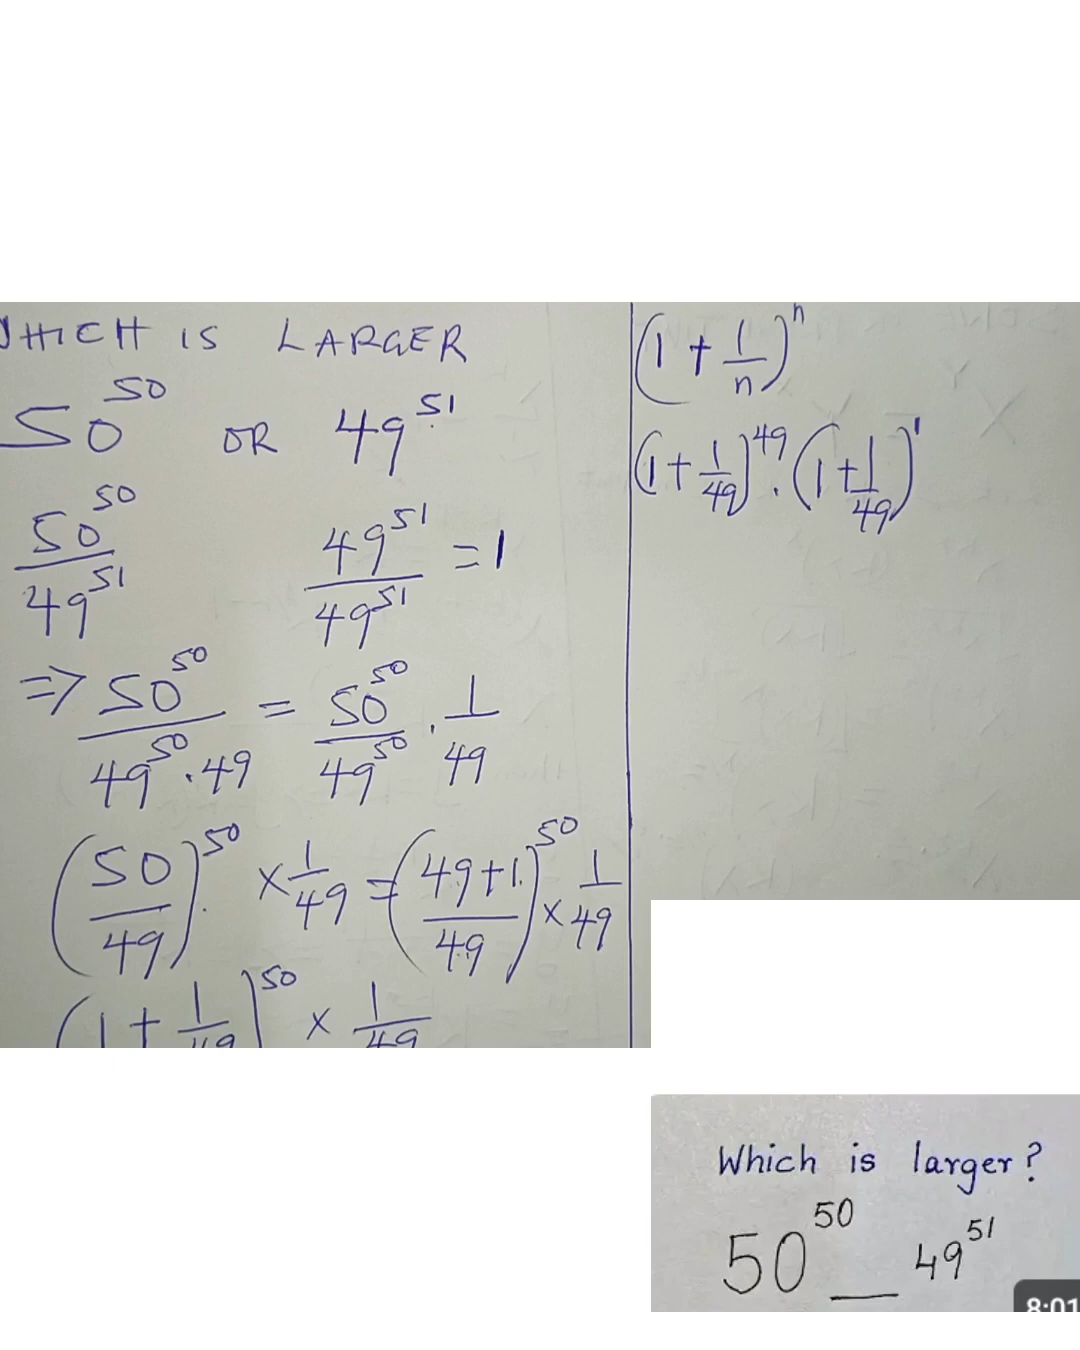 WHICH IS LARGER
50^50 OR 49^51
50^50/49^51 49^51/49^51 = 1
⇒ 50^50/(49^50 · 49) = 50^50/49^50 · 1/49
(50/49)^50 × 1/49 = ((49+1)/49)^50 × 1/49
(1 + 1/49)^50 × 1/49
(1 + 1/n)^n
(1 + 1/49)^49 · (1 + 1/49)^1
Which is larger?
50^50 __ 49^51
8:01